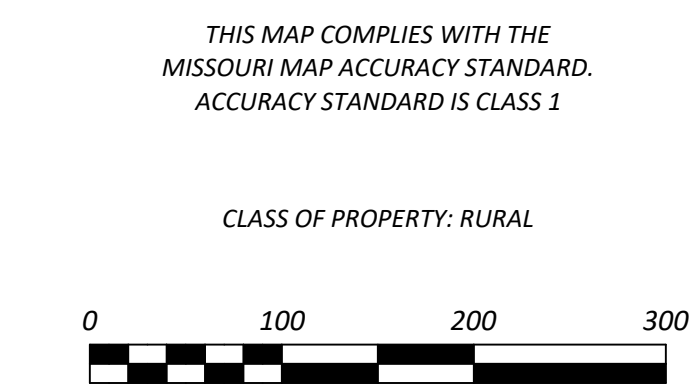 THIS MAP COMPLIES WITH THE
MISSOURI MAP ACCURACY STANDARD.
ACCURACY STANDARD IS CLASS 1
CLASS OF PROPERTY: RURAL
0 100 200 300